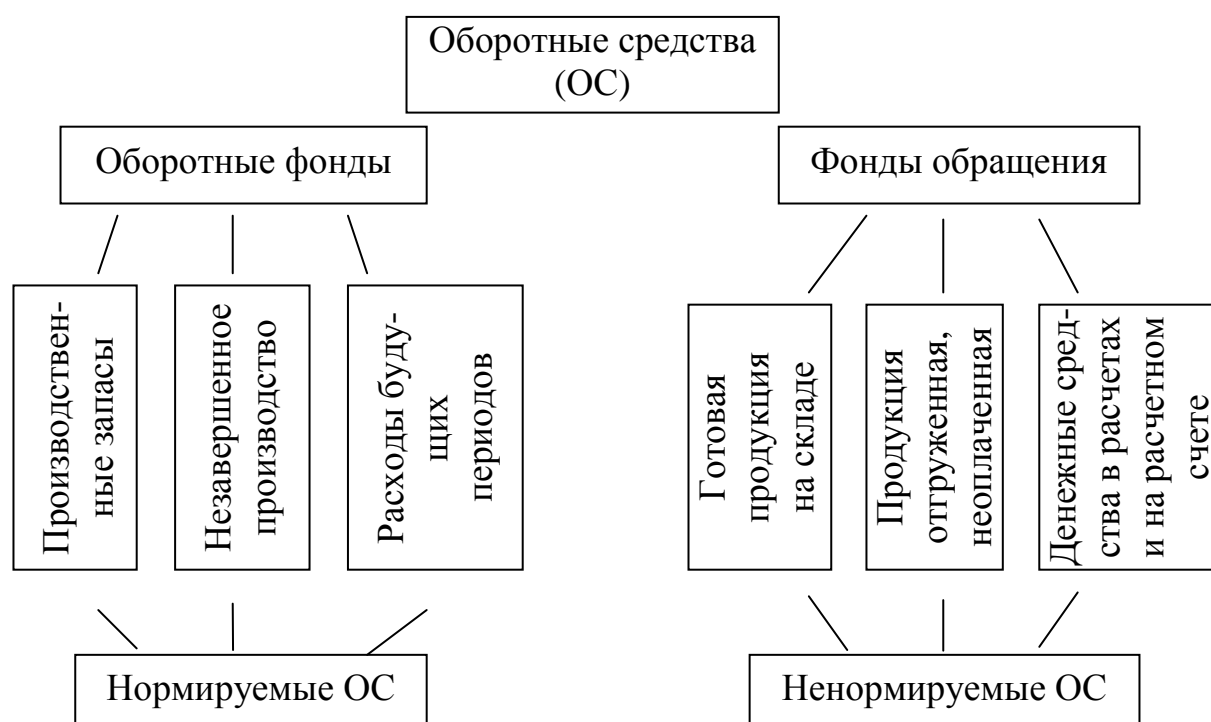 Оборотные средства
(ОС)
Оборотные фонды
Фонды обращения
Производствен-
ные запасы
Незавершенное
производство
Расходы буду-
щих
периодов
Готовая
продукция
на складе
Продукция
отгруженная,
неоплаченная
Денежные сред-
ства в расчетах
и на расчетном
счете
Нормируемые ОС
Ненормируемые ОС